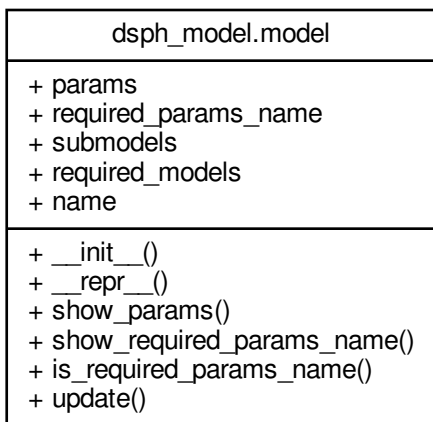 dsph_model.model
+ params
+ required_params_name
+ submodels
+ required_models
+ name
+ __init__()
+ __repr__()
+ show_params()
+ show_required_params_name()
+ is_required_params_name()
+ update()